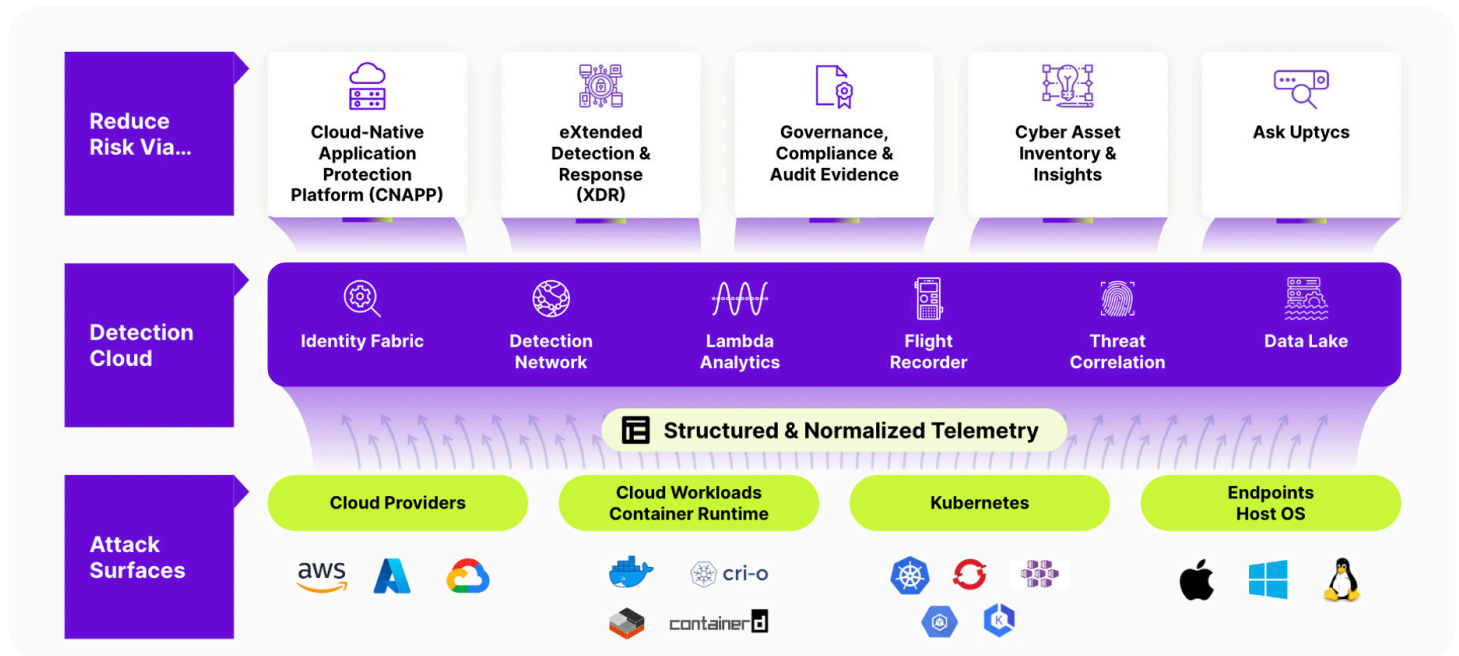 Reduce
Risk Via...
Cloud-Native
Application
Protection
Platform (CNAPP)
eXtended
Detection &
Response
(XDR)
Governance,
Compliance &
Audit Evidence
Cyber Asset
Inventory &
Insights
Ask Uptycs
Detection
Cloud
Identity Fabric
Detection
Network
Lambda
Analytics
Flight
Recorder
Threat
Correlation
Data Lake
Structured & Normalized Telemetry
Attack
Surfaces
Cloud Providers
Cloud Workloads
Container Runtime
Kubernetes
Endpoints
Host OS
aws
cri-o
containerd
K